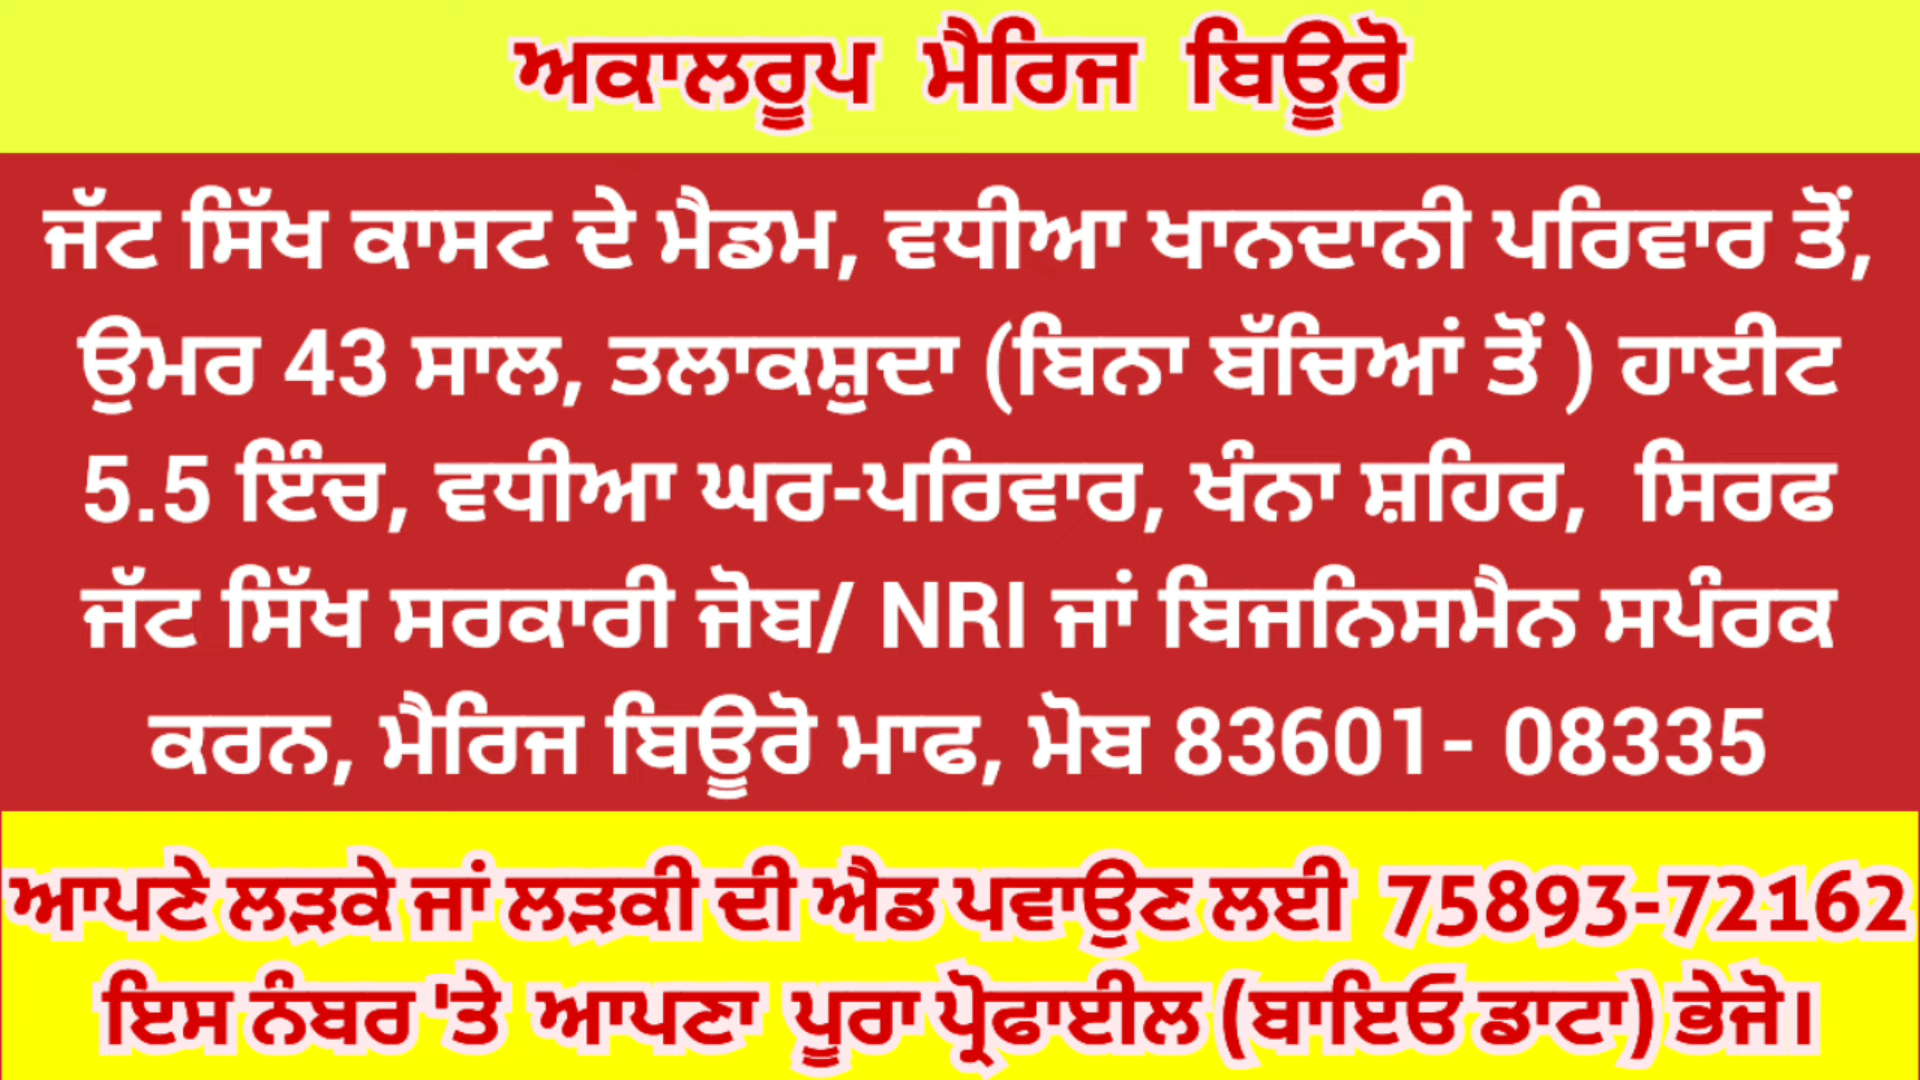 ਅਕਾਲਰੂਪ ਮੈਰਿਜ ਬਿਊਰੋ
ਜੱਟ ਸਿੱਖ ਕਾਸਟ ਦੇ ਮੈਡਮ, ਵਧੀਆ ਖਾਨਦਾਨੀ ਪਰਿਵਾਰ ਤੋਂ,
ਉਮਰ 43 ਸਾਲ, ਤਲਾਕਸ਼ੁਦਾ (ਬਿਨਾ ਬੱਚਿਆਂ ਤੋਂ ) ਹਾਈਟ
5.5 ਇੰਚ, ਵਧੀਆ ਘਰ-ਪਰਿਵਾਰ, ਖੰਨਾ ਸ਼ਹਿਰ, ਸਿਰਫ
ਜੱਟ ਸਿੱਖ ਸਰਕਾਰੀ ਜੋਬ/ NRI ਜਾਂ ਬਿਜਨਿਸਮੈਨ ਸਪੰਰਕ
ਕਰਨ, ਮੈਰਿਜ ਬਿਊਰੋ ਮਾਫ, ਮੋਬ 83601- 08335
ਆਪਣੇ ਲੜਕੇ ਜਾਂ ਲੜਕੀ ਦੀ ਐਡ ਪਵਾਉਣ ਲਈ 75893-72162
ਇਸ ਨੰਬਰ 'ਤੇ ਆਪਣਾ ਪੂਰਾ ਪ੍ਰੋਫਾਈਲ (ਬਾਇਓ ਡਾਟਾ) ਭੇਜੋ।